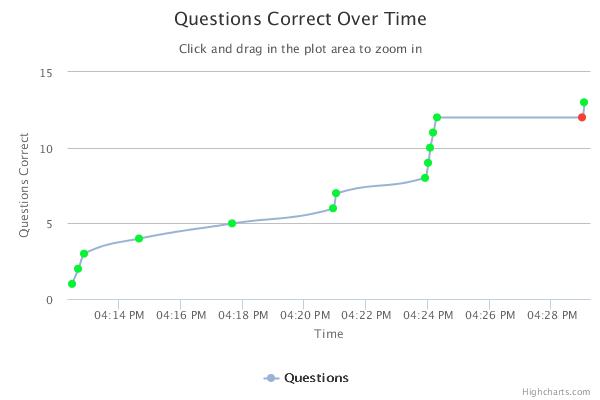 Questions Correct Over Time
Click and drag in the plot area to zoom in
Questions Correct
15
10
5
0
04:14 PM 04:16 PM 04:18 PM 04:20 PM 04:22 PM 04:24 PM 04:26 PM 04:28 PM
Time
Questions
Highcharts.com